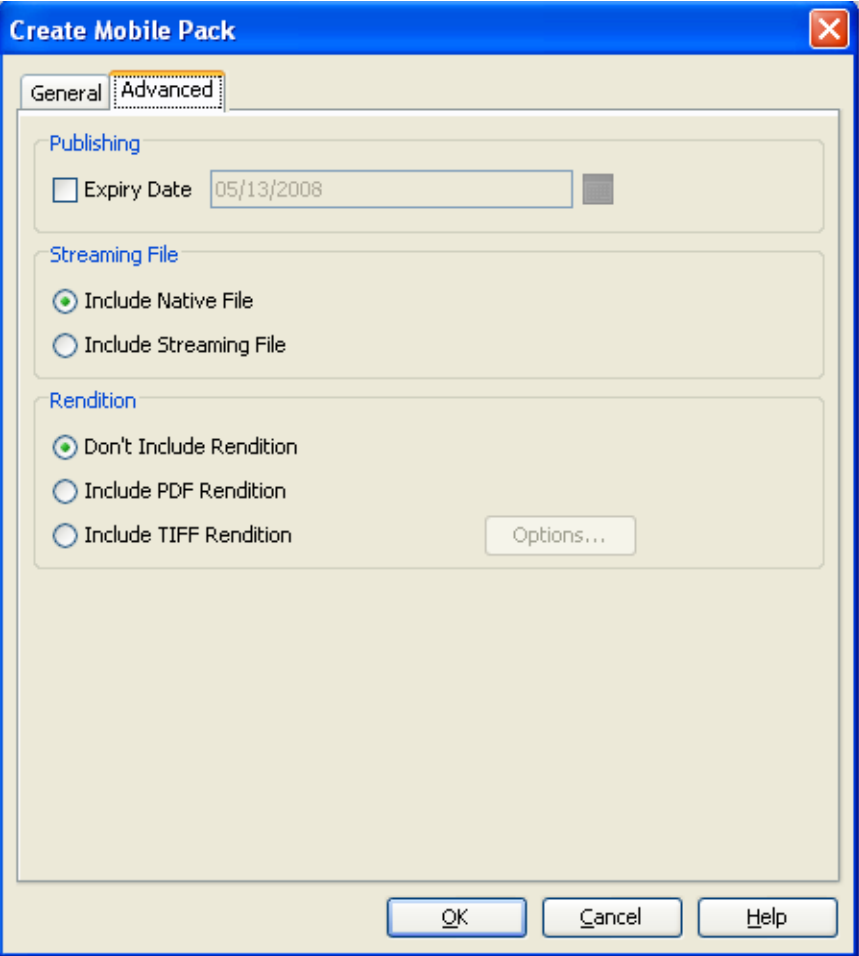 Create Mobile Pack
General Advanced
Publishing
Expiry Date 05/13/2008
Streaming File
Include Native File
Include Streaming File
Rendition
Don't Include Rendition
Include PDF Rendition
Include TIFF Rendition Options...
OK Cancel Help